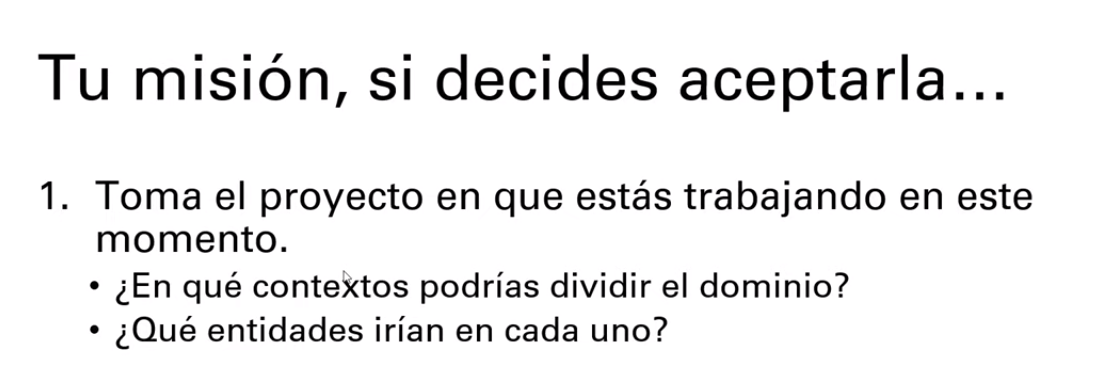 Tu misión, si decides aceptarla...
1. Toma el proyecto en que estás trabajando en este
momento.
• ¿En qué contextos podrías dividir el dominio?
• ¿Qué entidades irían en cada uno?